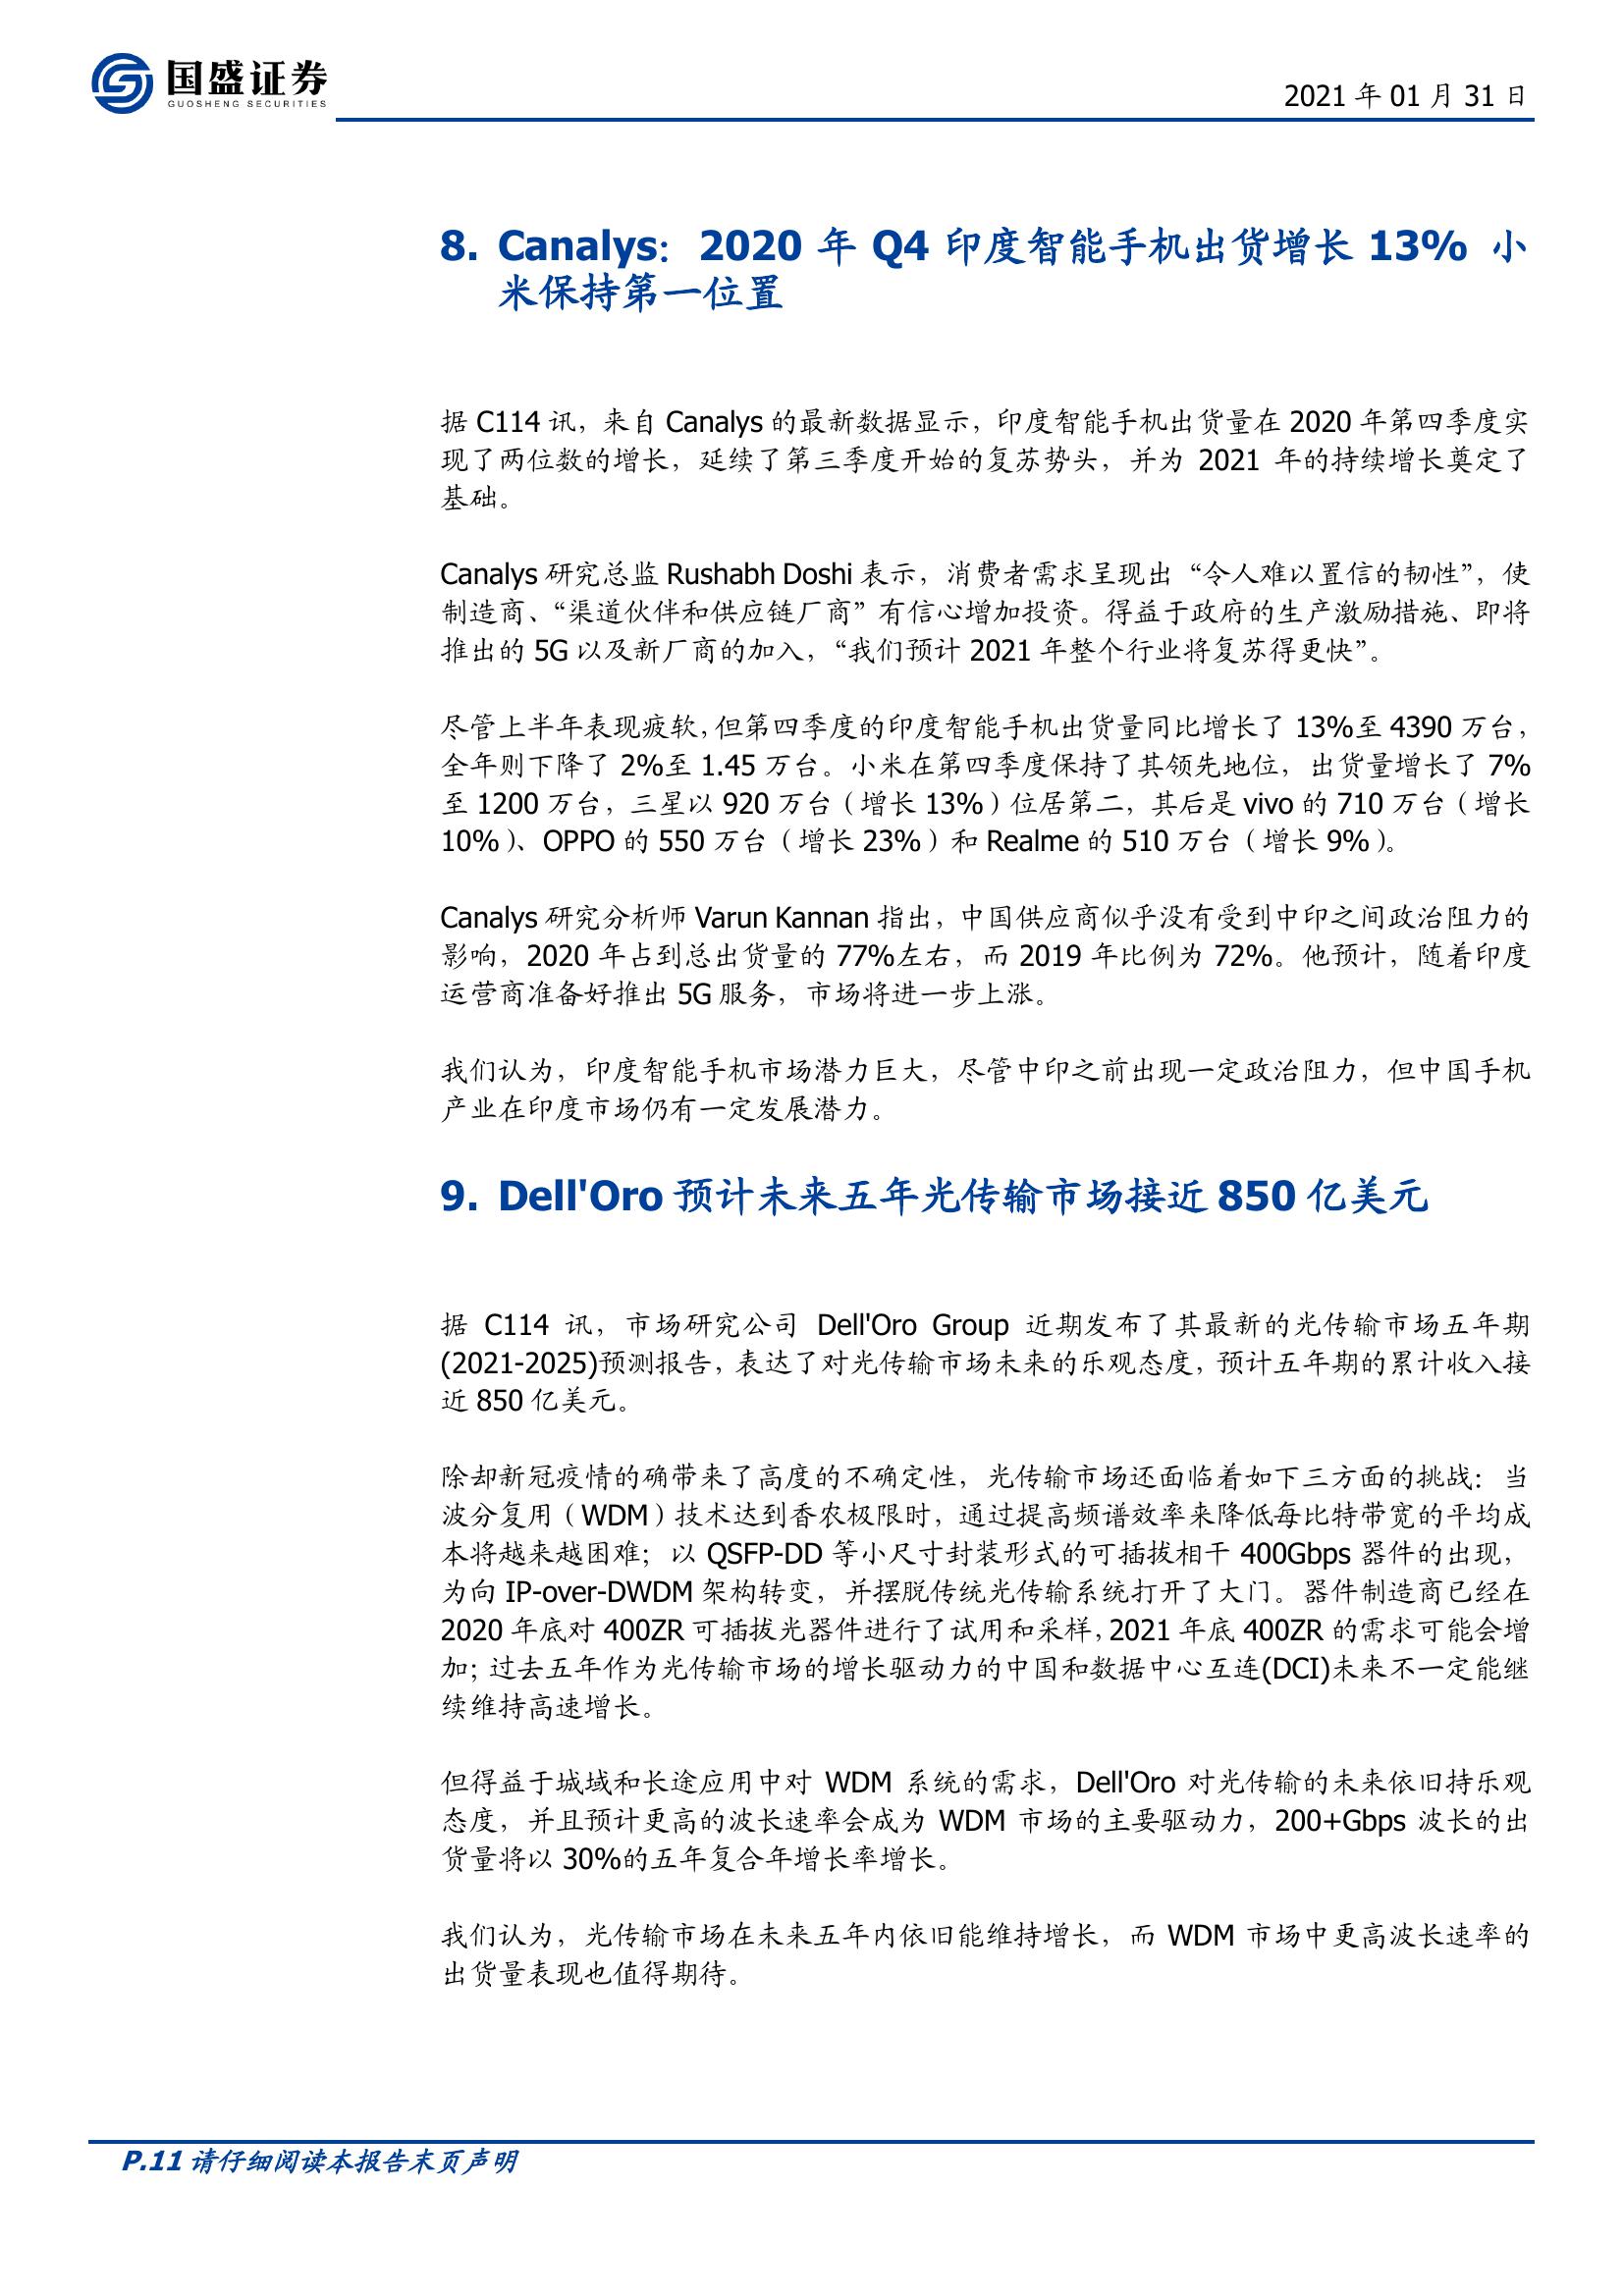 国盛证券
GUOSHENG SECURITIES
2021 年 01 月 31 日
8. Canalys：2020 年 Q4 印度智能手机出货增长 13% 小
米保持第一位置
据 C114 讯，来自 Canalys 的最新数据显示，印度智能手机出货量在 2020 年第四季度实
现了两位数的增长，延续了第三季度开始的复苏势头，并为 2021 年的持续增长奠定了
基础。
Canalys 研究总监 Rushabh Doshi 表示，消费者需求呈现出“令人难以置信的韧性”，使
制造商、“渠道伙伴和供应链厂商”有信心增加投资。得益于政府的生产激励措施、即将
推出的 5G 以及新厂商的加入，“我们预计 2021 年整个行业将复苏得更快”。
尽管上半年表现疲软，但第四季度的印度智能手机出货量同比增长了 13%至 4390 万台，
全年则下降了 2%至 1.45 万台。小米在第四季度保持了其领先地位，出货量增长了 7%
至 1200 万台，三星以 920 万台（增长 13%）位居第二，其后是 vivo 的 710 万台（增长
10%）、OPPO 的 550 万台（增长 23%）和 Realme 的 510 万台（增长 9%）。
Canalys 研究分析师 Varun Kannan 指出，中国供应商似乎没有受到中印之间政治阻力的
影响，2020 年占到总出货量的 77%左右，而 2019 年比例为 72%。他预计，随着印度
运营商准备好推出 5G 服务，市场将进一步上涨。
我们认为，印度智能手机市场潜力巨大，尽管中印之前出现一定政治阻力，但中国手机
产业在印度市场仍有一定发展潜力。
9. Dell'Oro 预计未来五年光传输市场接近 850 亿美元
据 C114 讯，市场研究公司 Dell'Oro Group 近期发布了其最新的光传输市场五年期
(2021-2025)预测报告，表达了对光传输市场未来的乐观态度，预计五年期的累计收入接
近 850 亿美元。
除却新冠疫情的确带来了高度的不确定性，光传输市场还面临着如下三方面的挑战：当
波分复用（WDM）技术达到香农极限时，通过提高频谱效率来降低每比特带宽的平均成
本将越来越困难；以 QSFP-DD 等小尺寸封装形式的可插拔相干 400Gbps 器件的出现，
为向 IP-over-DWDM 架构转变，并摆脱传统光传输系统打开了大门。器件制造商已经在
2020 年底对 400ZR 可插拔光器件进行了试用和采样，2021 年底 400ZR 的需求可能会增
加；过去五年作为光传输市场的增长驱动力的中国和数据中心互连(DCI)未来不一定能继
续维持高速增长。
但得益于城域和长途应用中对 WDM 系统的需求，Dell'Oro 对光传输的未来依旧持乐观
态度，并且预计更高的波长速率会成为 WDM 市场的主要驱动力，200+Gbps 波长的出
货量将以 30%的五年复合年增长率增长。
我们认为，光传输市场在未来五年内依旧能维持增长，而 WDM 市场中更高波长速率的
出货量表现也值得期待。
P.11 请仔细阅读本报告末页声明